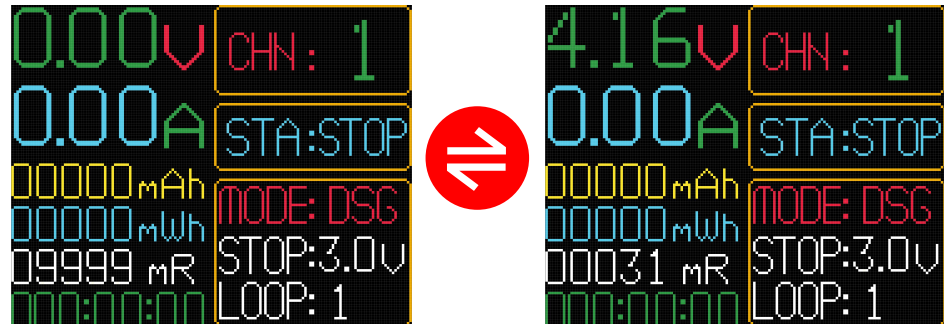 0.00V
0.00A
00000mAh
00000mWh
09999 mR
000:00:00
CHN: 1
STA:STOP
MODE: DSG
STOP:3.0v
LOOP: 1
4.16V
0.00A
00000mAh
00000mWh
00031 mR
000:00:00
CHN: 1
STA:STOP
MODE: DSG
STOP:3.0v
LOOP: 1